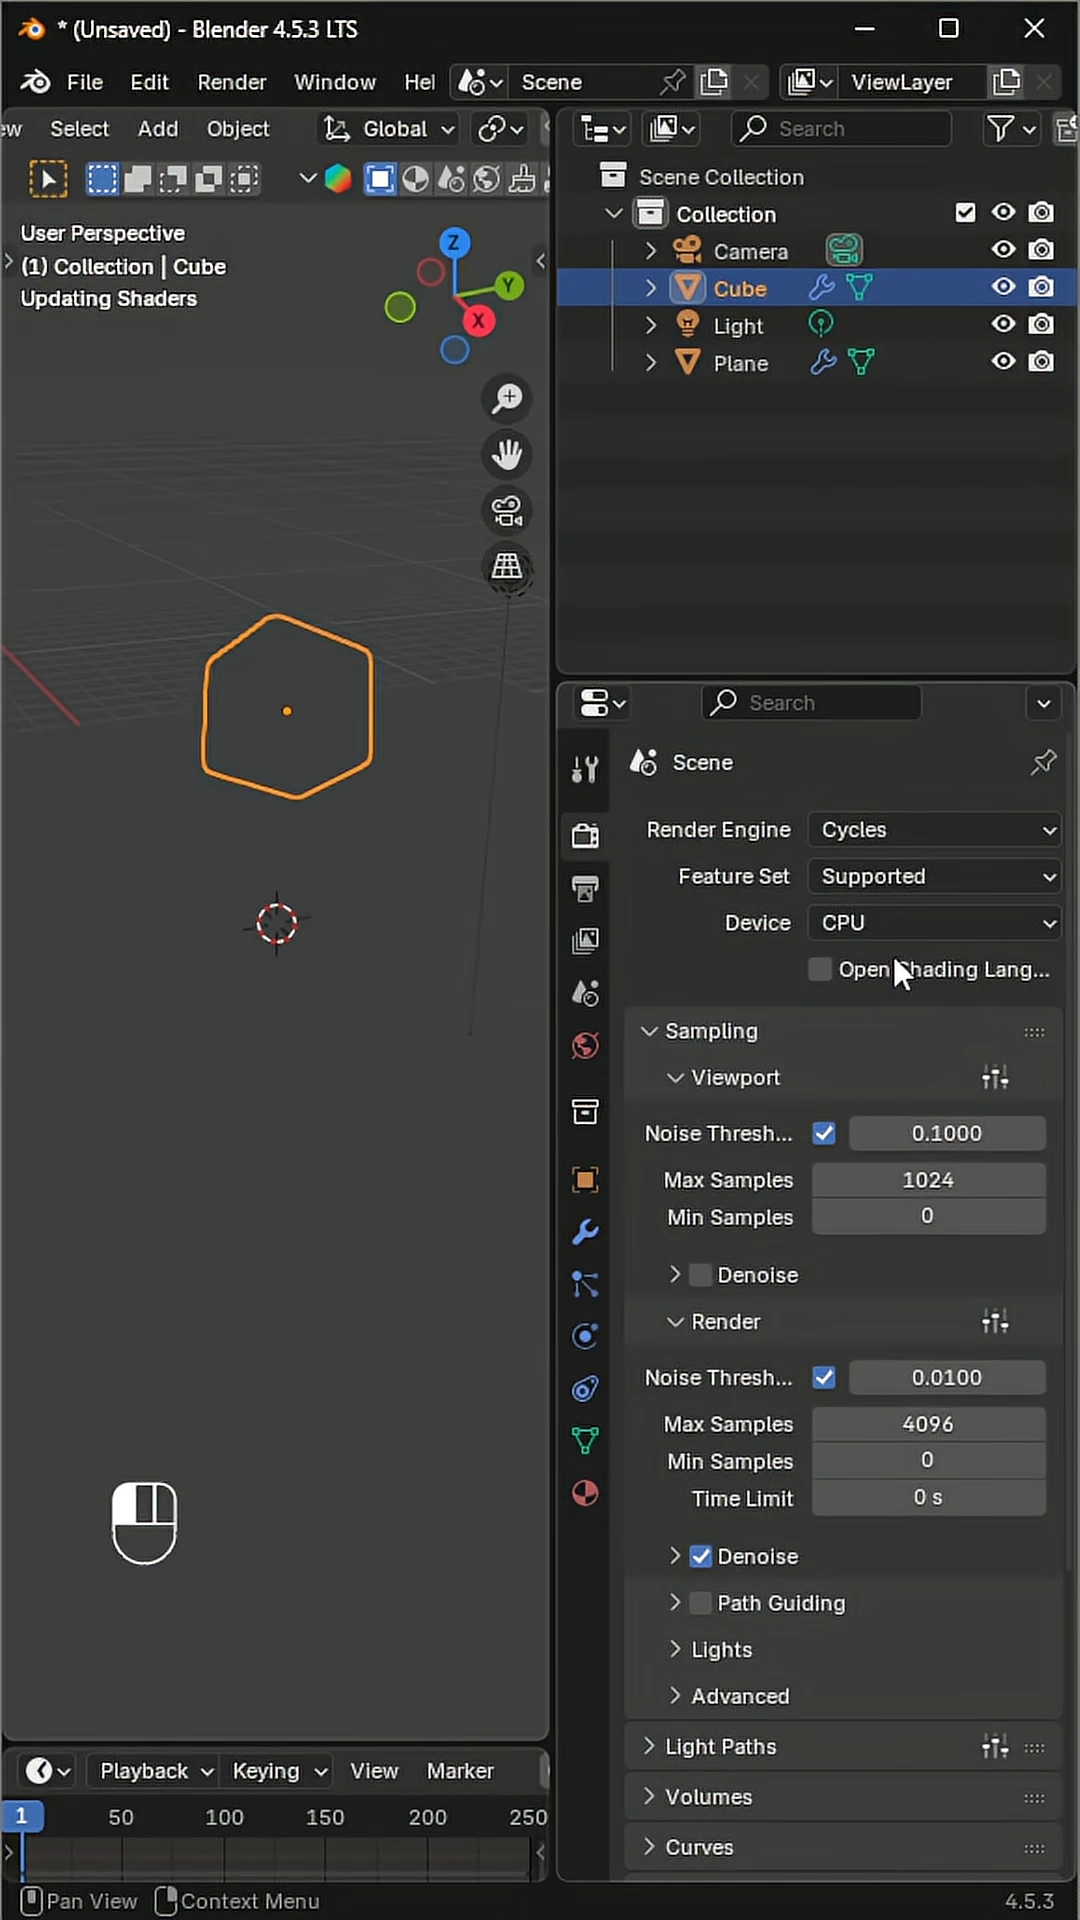 * (Unsaved) - Blender 4.5.3 LTS
File Edit Render Window Hel Scene ViewLayer
ew Select Add Object Global Search
User Perspective
(1) Collection | Cube
Updating Shaders
Z
Y
X
Scene Collection
Collection
Camera
Cube
Light
Plane
Search
Scene
Render Engine Cycles
Feature Set Supported
Device CPU
Open Shading Lang...
Sampling
Viewport
Noise Thresh... 0.1000
Max Samples 1024
Min Samples 0
Denoise
Render
Noise Thresh... 0.0100
Max Samples 4096
Min Samples 0
Time Limit 0 s
Denoise
Path Guiding
Lights
Advanced
Light Paths
Volumes
Curves
Playback Keying View Marker
1 50 100 150 200 250
Pan View Context Menu 4.5.3